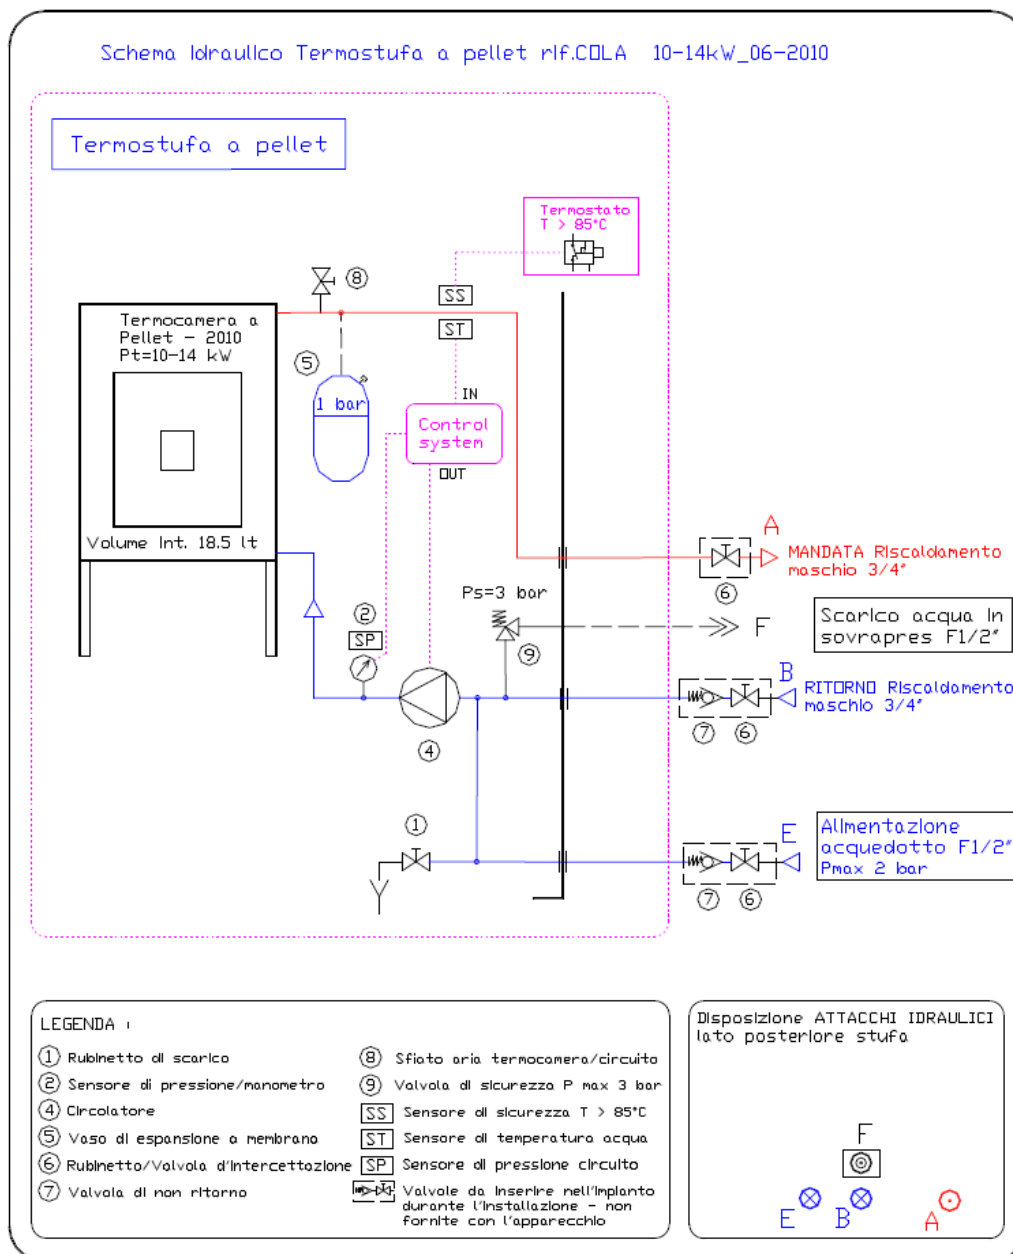 Schema Idraulico Termostufa a pellet rif.COLA 10-14kW_06-2010
Termostufa a pellet
Termostato
T > 85°C
8
SS
Termocamera a
Pellet - 2010
Pt=10-14 kW
ST
5
IN
1 bar
Control
system
OUT
Volume Int. 18.5 lt
A
MANDATA Riscaldamento
maschio 3/4"
6
Ps=3 bar
2
SP
9
F
Scarico acqua in
sovrapres F1/2"
B
RITORNO Riscaldamento
maschio 3/4"
7 6
4
1
E
Alimentazione
acquedotto F1/2"
Pmax 2 bar
7 6
LEGENDA :
1 Rubinetto di scarico
2 Sensore di pressione/manometro
4 Circolatore
5 Vaso di espansione a membrana
6 Rubinetto/Valvola d'intercettazione
7 Valvola di non ritorno
8 Sfiato aria termocamera/circuito
9 Valvola di sicurezza P max 3 bar
SS Sensore di sicurezza T > 85°C
ST Sensore di temperatura acqua
SP Sensore di pressione circuito
Valvole da inserire nell'impianto
durante l'installazione - non
fornite con l'apparecchio
Disposizione ATTACCHI IDRAULICI
lato posteriore stufa
F
E B A